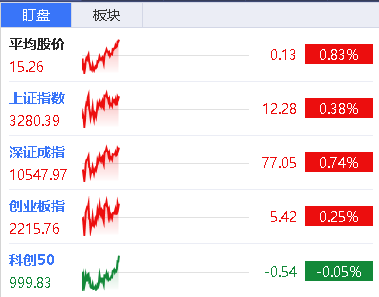 盯盘 板块
平均股价 0.13 0.83%
15.26
上证指数 12.28 0.38%
3280.39
深证成指 77.05 0.74%
10547.97
创业板指 5.42 0.25%
2215.76
科创50 -0.54 -0.05%
999.83